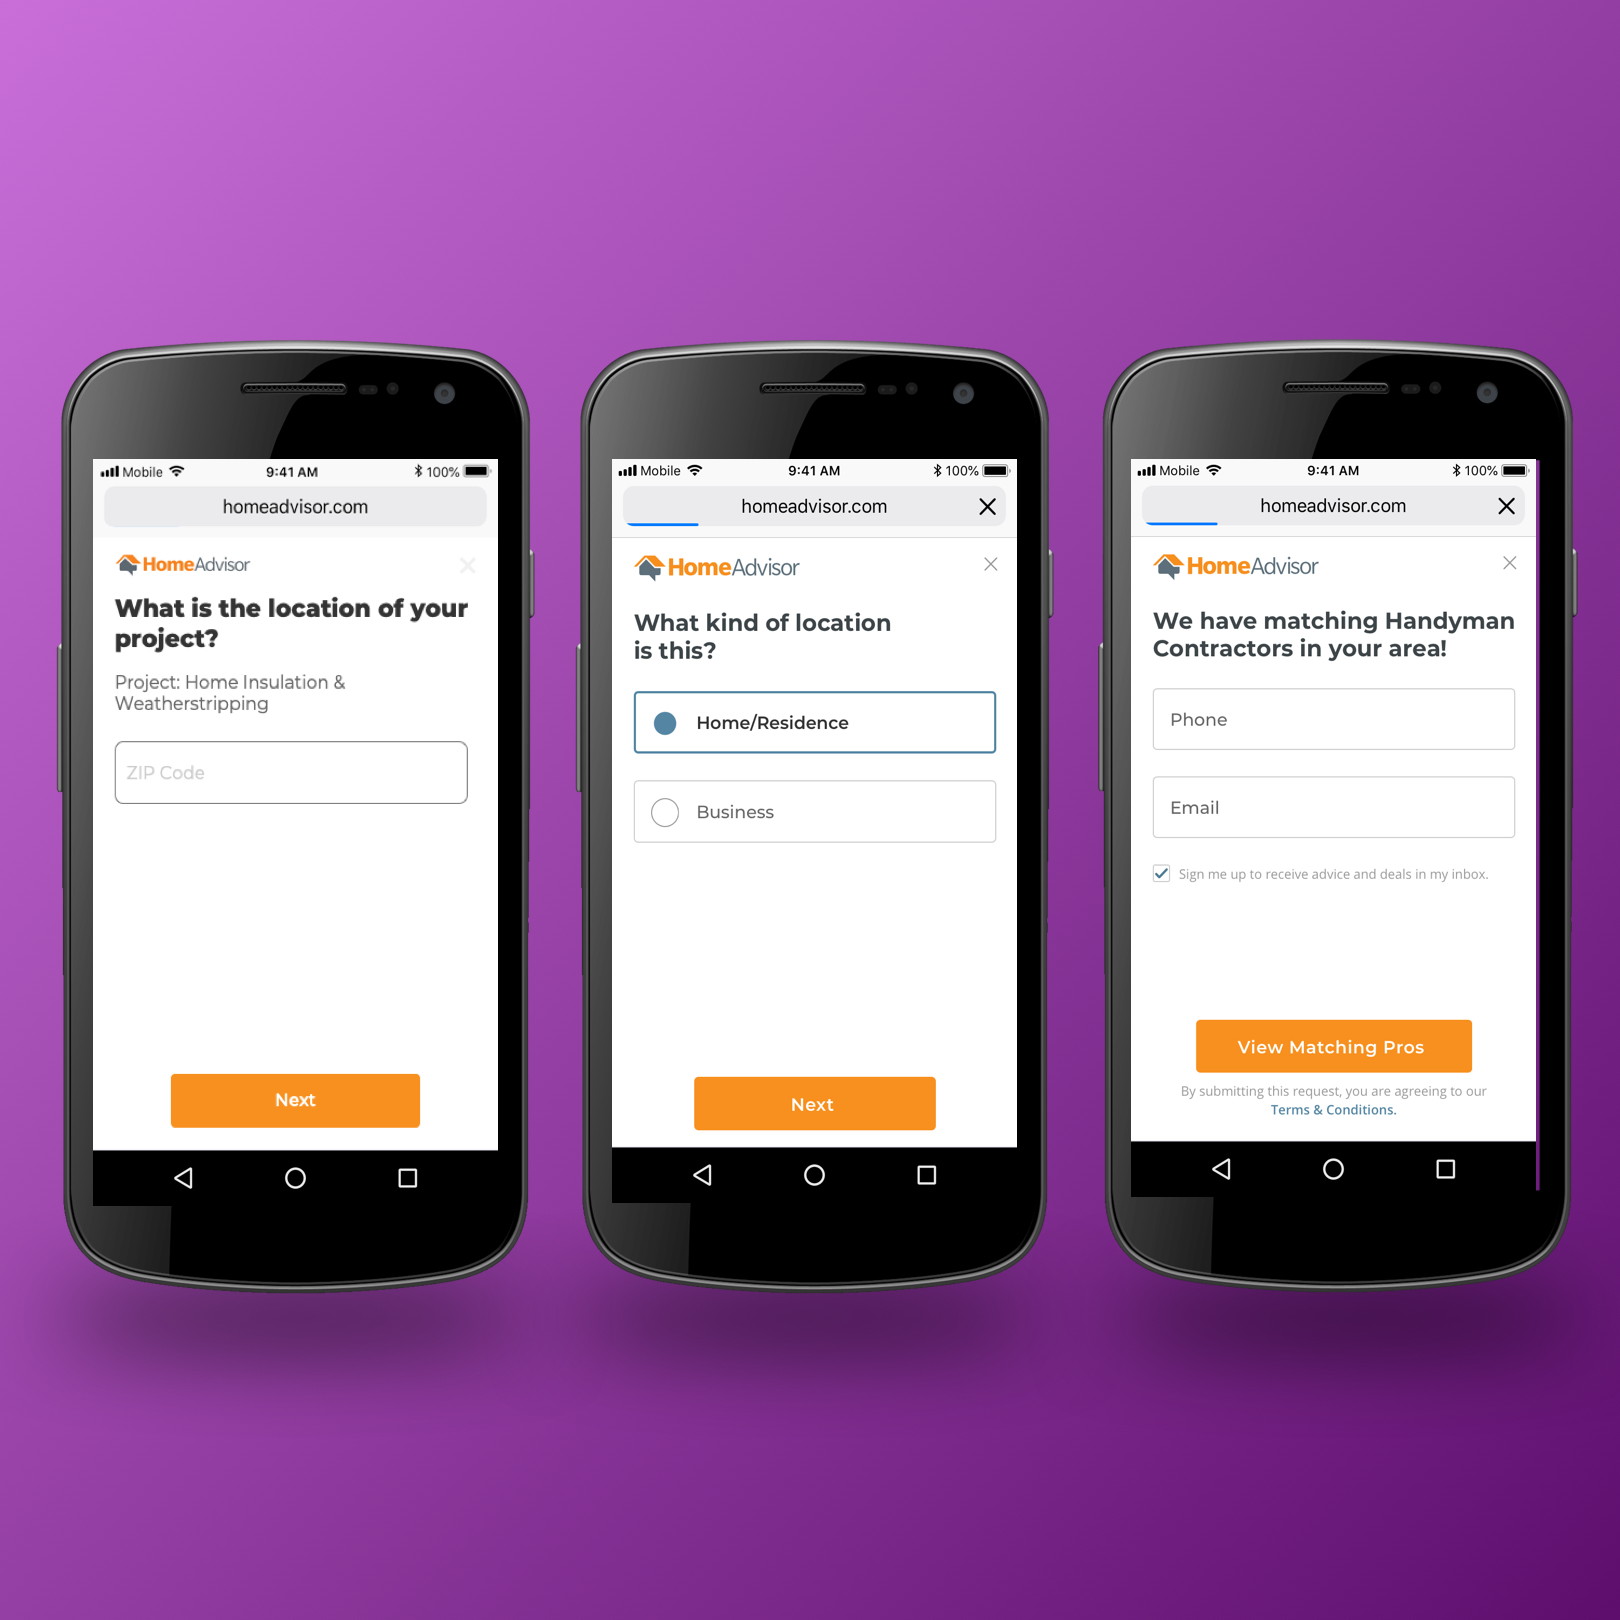 Mobile 9:41 AM 100%
homeadvisor.com
HomeAdvisor
What is the location of your
project?
Project: Home Insulation &
Weatherstripping
ZIP Code
Next
Mobile 9:41 AM 100%
homeadvisor.com
HomeAdvisor
What kind of location
is this?
Home/Residence
Business
Next
Mobile 9:41 AM 100%
homeadvisor.com
HomeAdvisor
We have matching Handyman
Contractors in your area!
Phone
Email
Sign me up to receive advice and deals in my inbox.
View Matching Pros
By submitting this request, you are agreeing to our
Terms & Conditions.